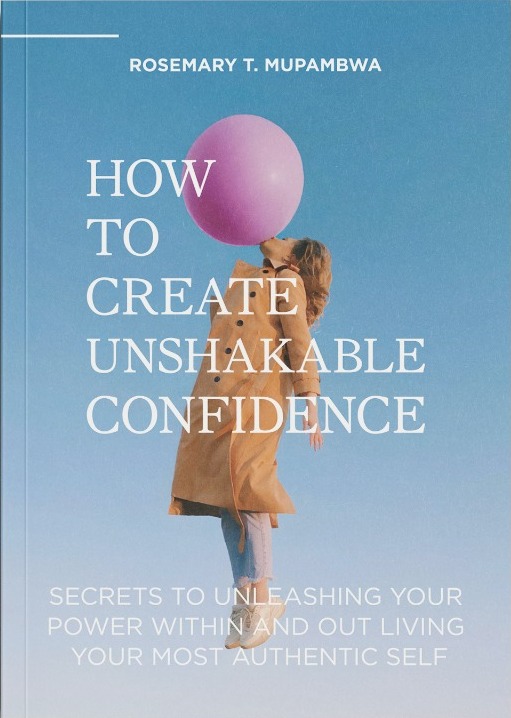 ROSEMARY T. MUPAMBWA
HOW
TO
CREATE
UNSHAKABLE
CONFIDENCE
SECRETS TO UNLEASHING YOUR
POWER WITHIN AND OUT LIVING
YOUR MOST AUTHENTIC SELF